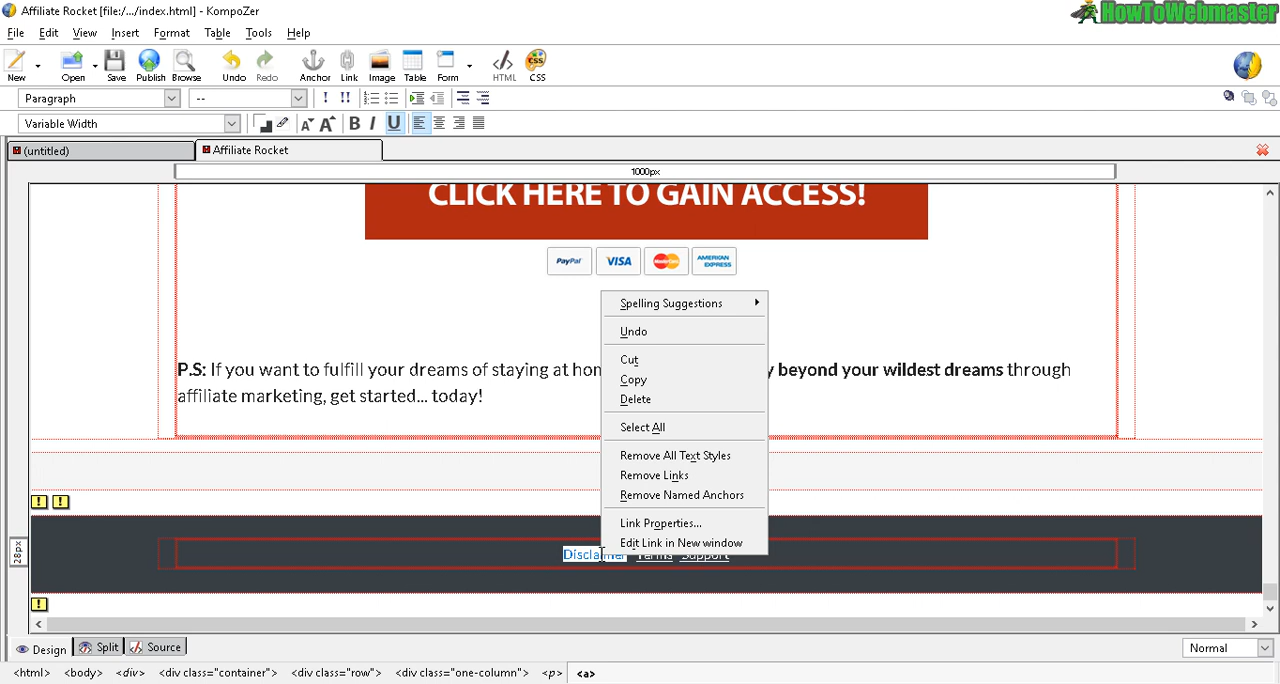 Affiliate Rocket [file:/.../index.html] - KompoZer
HowToWebmaster
File Edit View Insert Format Table Tools Help
New Open Save Publish Browse Undo Redo Anchor Link Image Table Form HTML CSS
Paragraph --
Variable Width B I U
(untitled) Affiliate Rocket
1000px
CLICK HERE TO GAIN ACCESS!
PayPal VISA MasterCard AMERICAN EXPRESS
Spelling Suggestions
Undo
Cut
Copy
Delete
Select All
Remove All Text Styles
Remove Links
Remove Named Anchors
Link Properties...
Edit Link in New window
P.S: If you want to fulfill your dreams of staying at hom y beyond your wildest dreams through
affiliate marketing, get started... today!
28px
Disclaimer Terms Support
Design Split Source Normal
<html> <body> <div> <div class="container"> <div class="row"> <div class="one-column"> <p> <a>